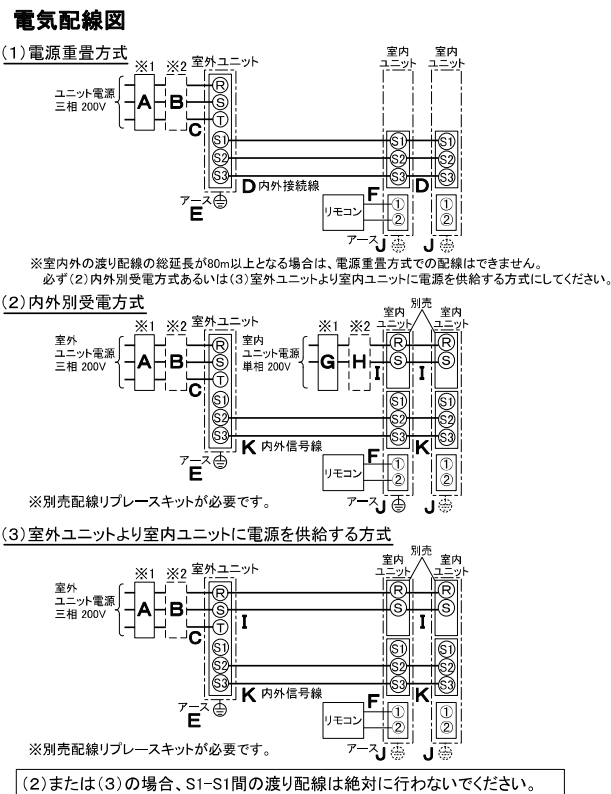 電気配線図
(1)電源重畳方式
※1 ※2 室外ユニット 室内ユニット 室内ユニット
ユニット電源
三相 200V
A B C
R
S
T
S1 S1 S1
S2 S2 S2
S3 S3 S3
D 内外接続線 F D
アース
E
リモコン ① ①
② ②
アース J J
※室内外の渡り配線の総延長が80m以上となる場合は、電源重畳方式での配線はできません。
必ず(2)内外別受電方式あるいは(3)室外ユニットより室内ユニットに電源を供給する方式にしてください。
(2)内外別受電方式
別売
※1 ※2 室外ユニット ※1 ※2 室内ユニット 室内ユニット
室外
ユニット電源
三相 200V
A B C
室内
ユニット電源
単相 200V
G H I I
R R R
S S S
T
S1 S1 S1
S2 S2 S2
S3 S3 S3
K 内外信号線 F K
アース
E
リモコン ① ①
② ②
アース J J
※別売配線リプレースキットが必要です。
(3)室外ユニットより室内ユニットに電源を供給する方式
別売
※1 ※2 室外ユニット 室内ユニット 室内ユニット
室外
ユニット電源
三相 200V
A B C
R R R
S I S I S
T
S1 S1 S1
S2 S2 S2
S3 S3 S3
K 内外信号線 F K
アース
E
リモコン ① ①
② ②
アース J J
※別売配線リプレースキットが必要です。
(2)または(3)の場合、S1-S1間の渡り配線は絶対に行わないでください。